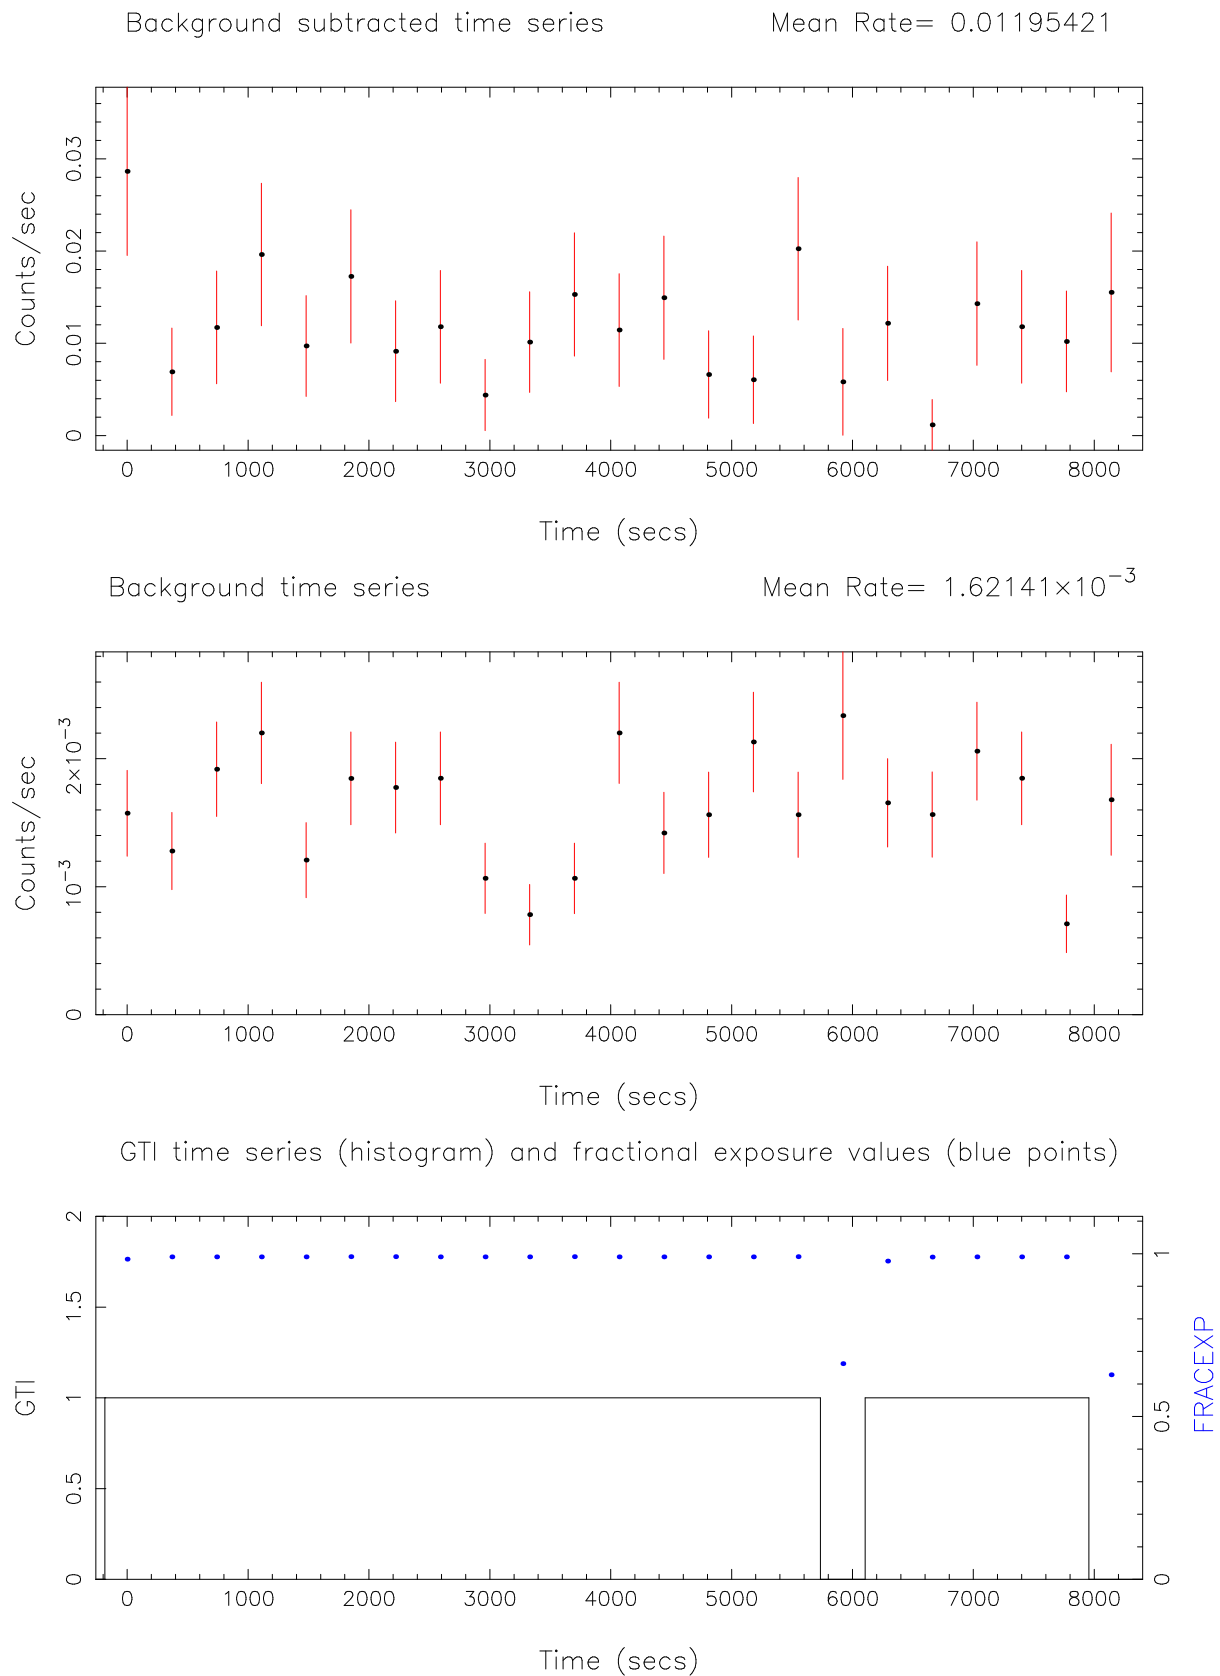 Background subtracted time series Mean Rate= 0.01195421
Counts/sec
0.03
0.02
0.01
0
0 1000 2000 3000 4000 5000 6000 7000 8000
Time (secs)
Background time series Mean Rate= 1.62141×10⁻³
Counts/sec
2×10⁻³
10⁻³
0
0 1000 2000 3000 4000 5000 6000 7000 8000
Time (secs)
GTI time series (histogram) and fractional exposure values (blue points)
GTI
2
1.5
1
0.5
0
1
0.5
0
FRACEXP
0 1000 2000 3000 4000 5000 6000 7000 8000
Time (secs)